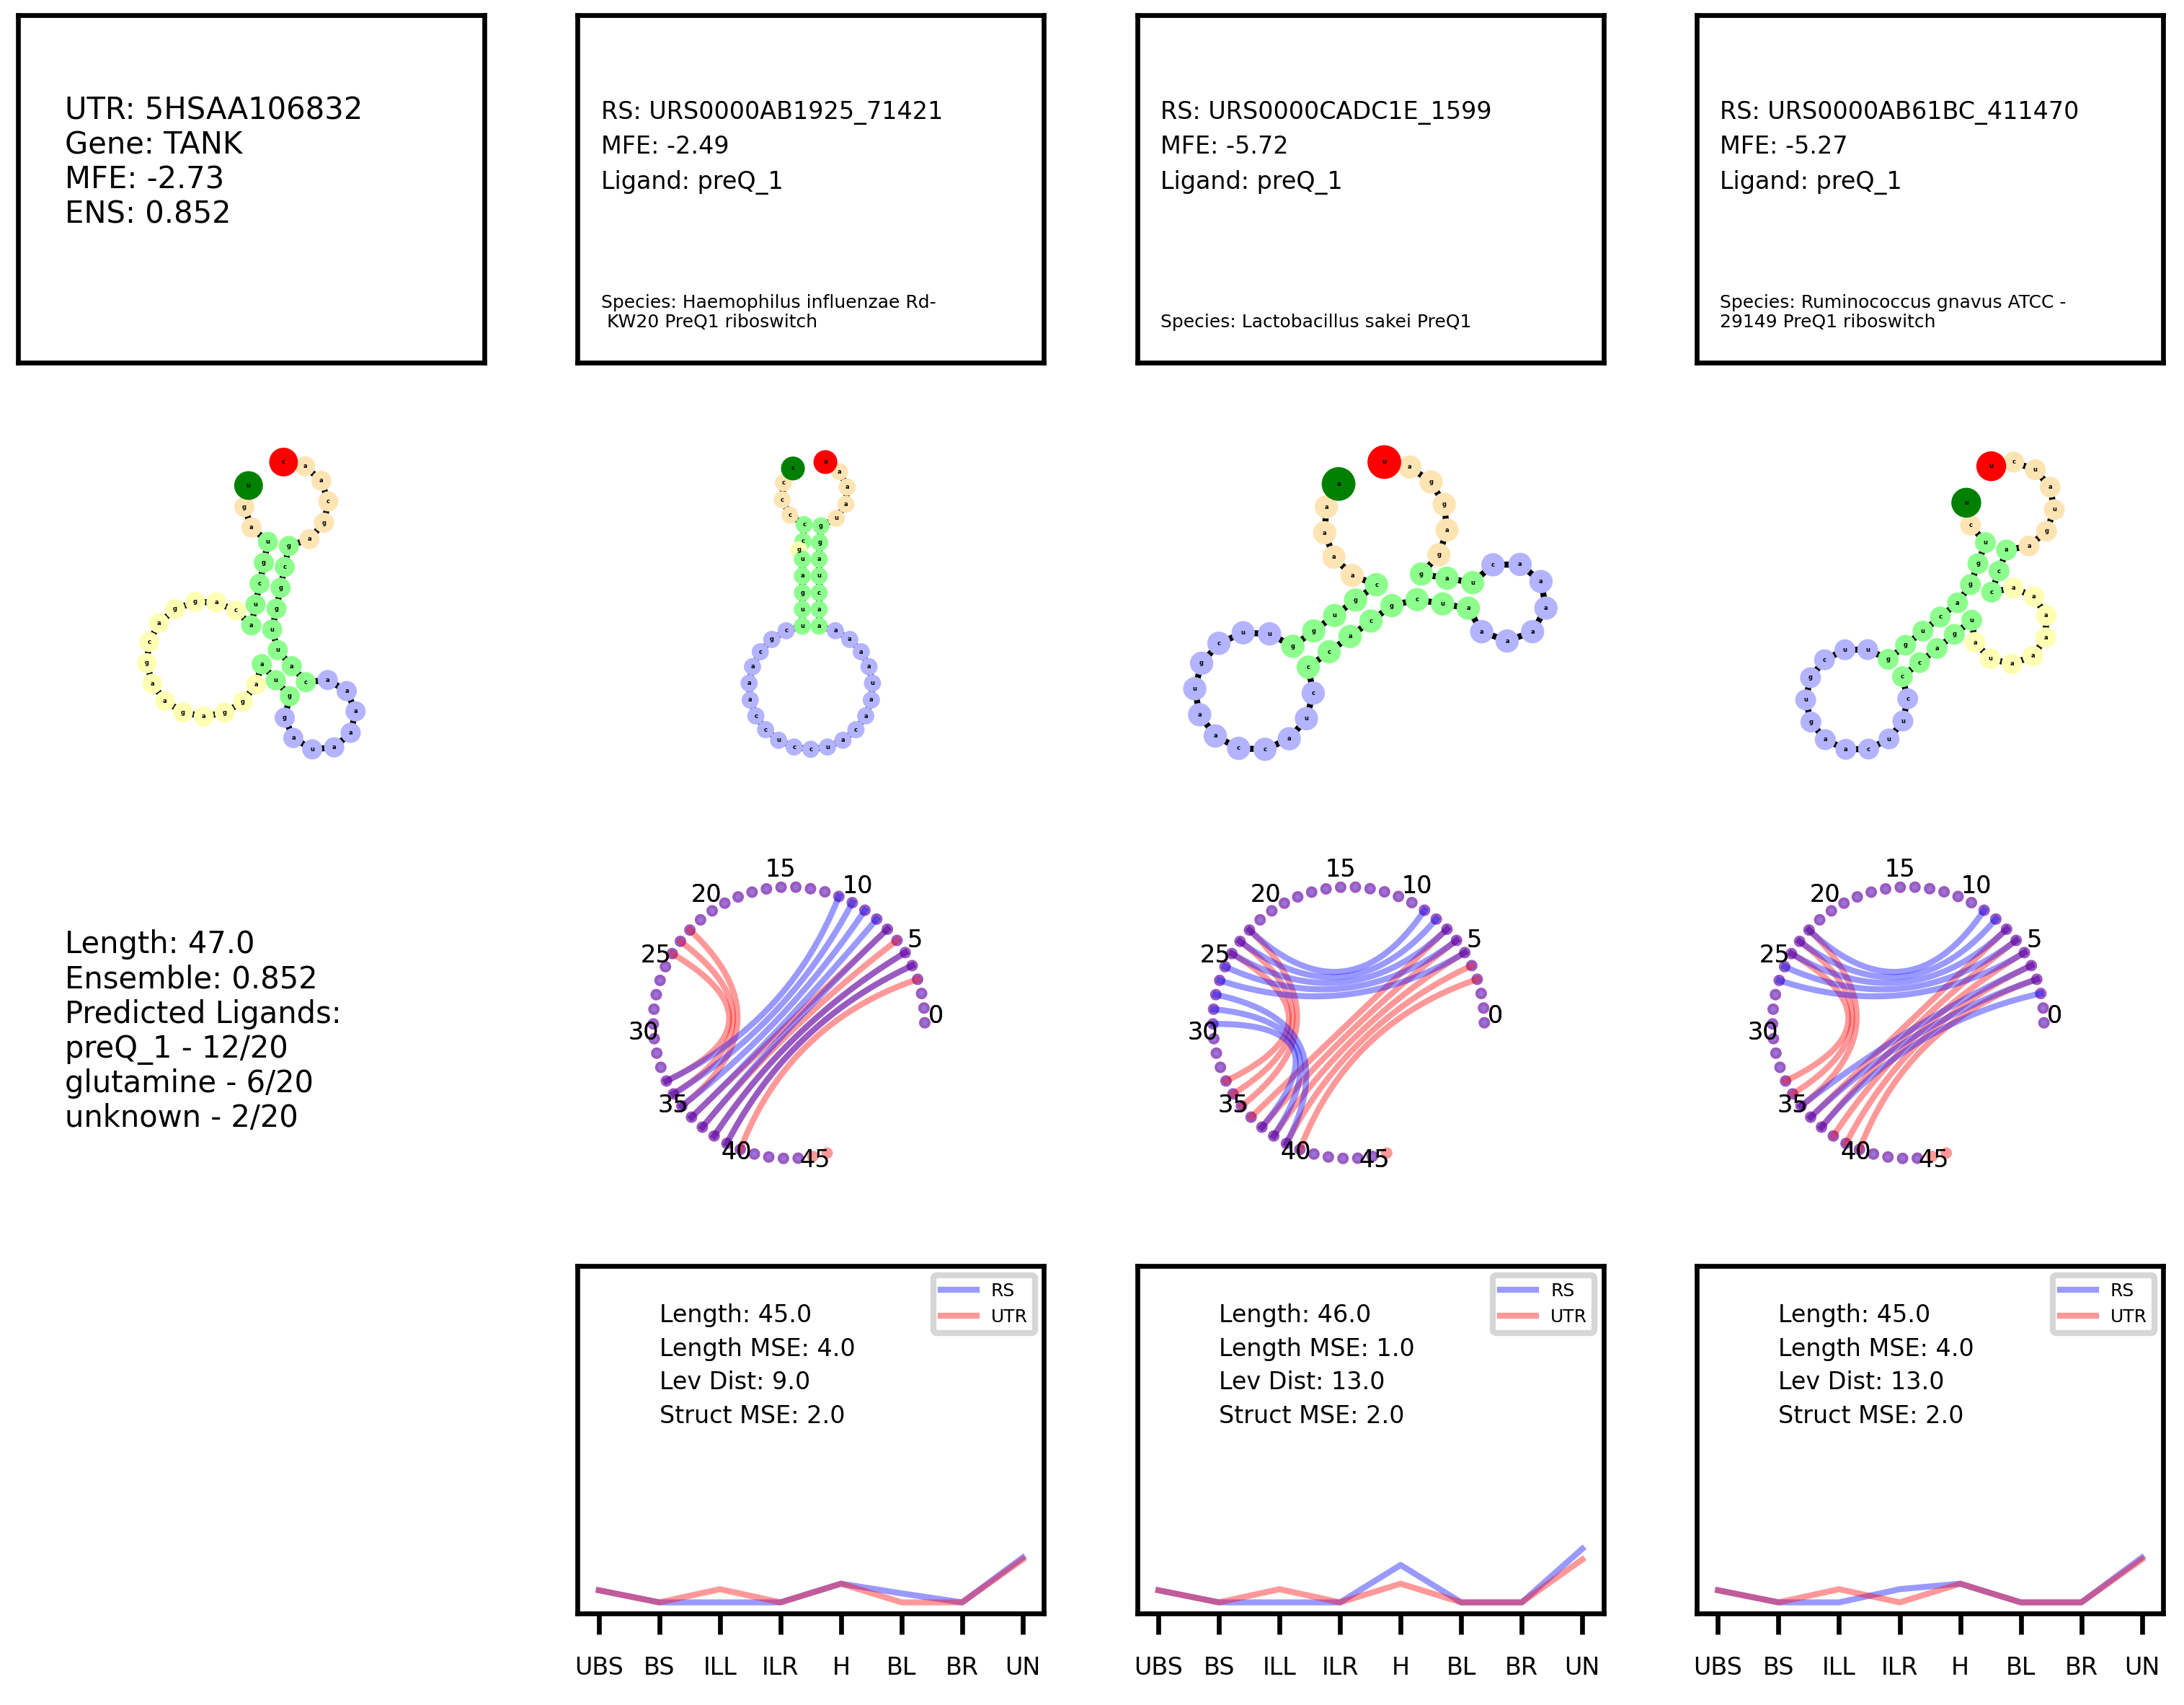 UTR: 5HSAA106832
Gene: TANK
MFE: -2.73
ENS: 0.852
RS: URS0000AB1925_71421
MFE: -2.49
Ligand: preQ_1
Species: Haemophilus influenzae Rd-
KW20 PreQ1 riboswitch
RS: URS0000CADC1E_1599
MFE: -5.72
Ligand: preQ_1
Species: Lactobacillus sakei PreQ1
RS: URS0000AB61BC_411470
MFE: -5.27
Ligand: preQ_1
Species: Ruminococcus gnavus ATCC -
29149 PreQ1 riboswitch
Length: 47.0
Ensemble: 0.852
Predicted Ligands:
preQ_1 - 12/20
glutamine - 6/20
unknown - 2/20
0 5 10 15 20 25 30 35 40 45
0 5 10 15 20 25 30 35 40 45
0 5 10 15 20 25 30 35 40 45
RS
UTR
Length: 45.0
Length MSE: 4.0
Lev Dist: 9.0
Struct MSE: 2.0
UBS BS ILL ILR H BL BR UN
RS
UTR
Length: 46.0
Length MSE: 1.0
Lev Dist: 13.0
Struct MSE: 2.0
UBS BS ILL ILR H BL BR UN
RS
UTR
Length: 45.0
Length MSE: 4.0
Lev Dist: 13.0
Struct MSE: 2.0
UBS BS ILL ILR H BL BR UN